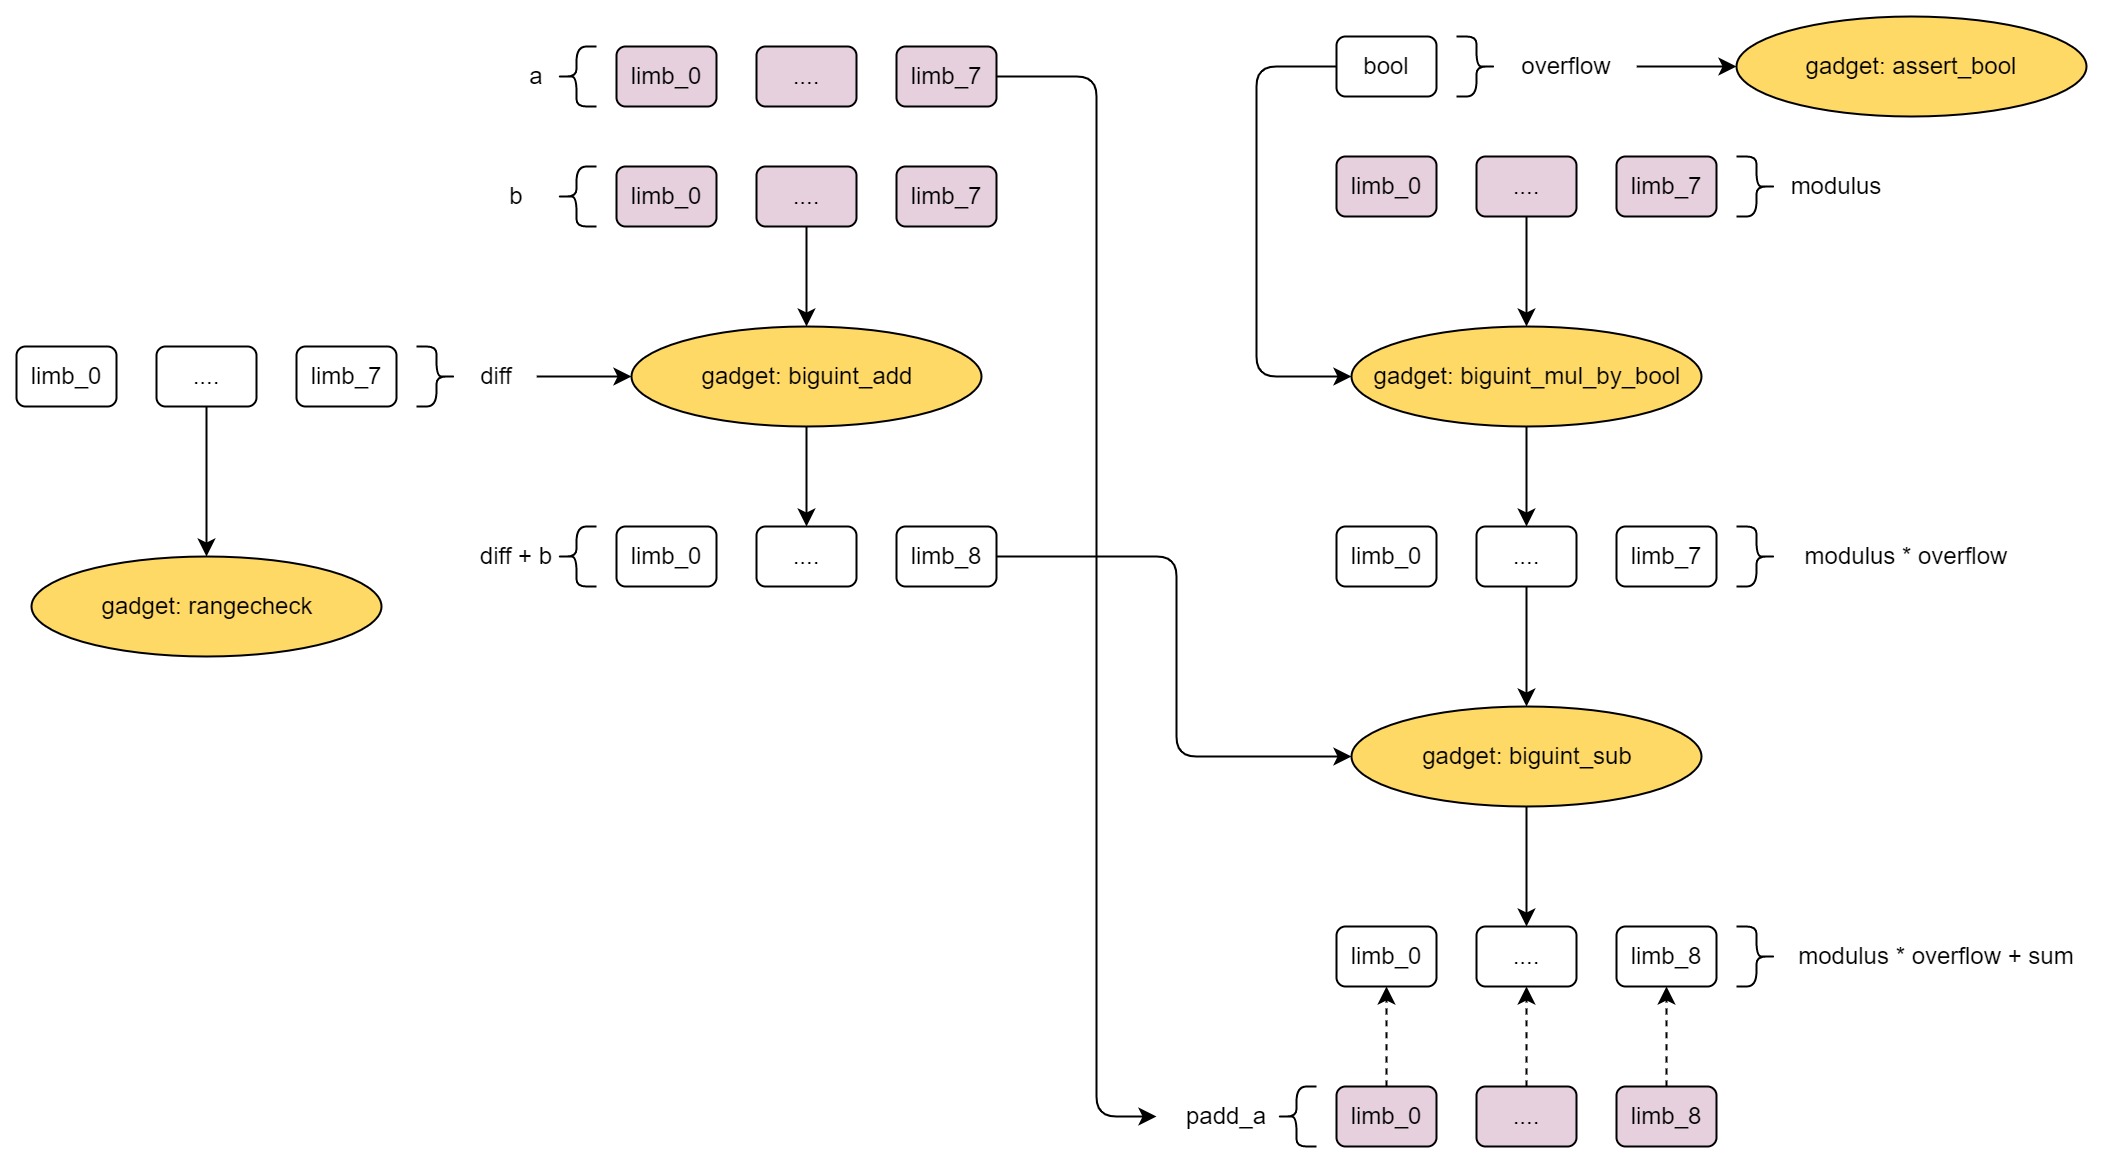 a limb_0 .... limb_7
bool overflow gadget: assert_bool
b limb_0 .... limb_7
limb_0 .... limb_7 modulus
limb_0 .... limb_7 diff gadget: biguint_add
gadget: biguint_mul_by_bool
diff + b limb_0 .... limb_8
limb_0 .... limb_7 modulus * overflow
gadget: rangecheck
gadget: biguint_sub
limb_0 .... limb_8 modulus * overflow + sum
padd_a limb_0 .... limb_8